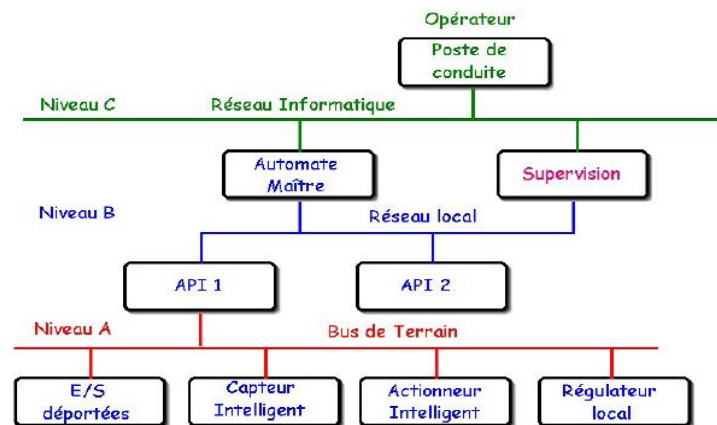 Opérateur
Poste de
conduite
Niveau C
Réseau Informatique
Automate
Maître
Supervision
Niveau B
Réseau local
API 1
API 2
Niveau A
Bus de Terrain
E/S
déportées
Capteur
Intelligent
Actionneur
Intelligent
Régulateur
local